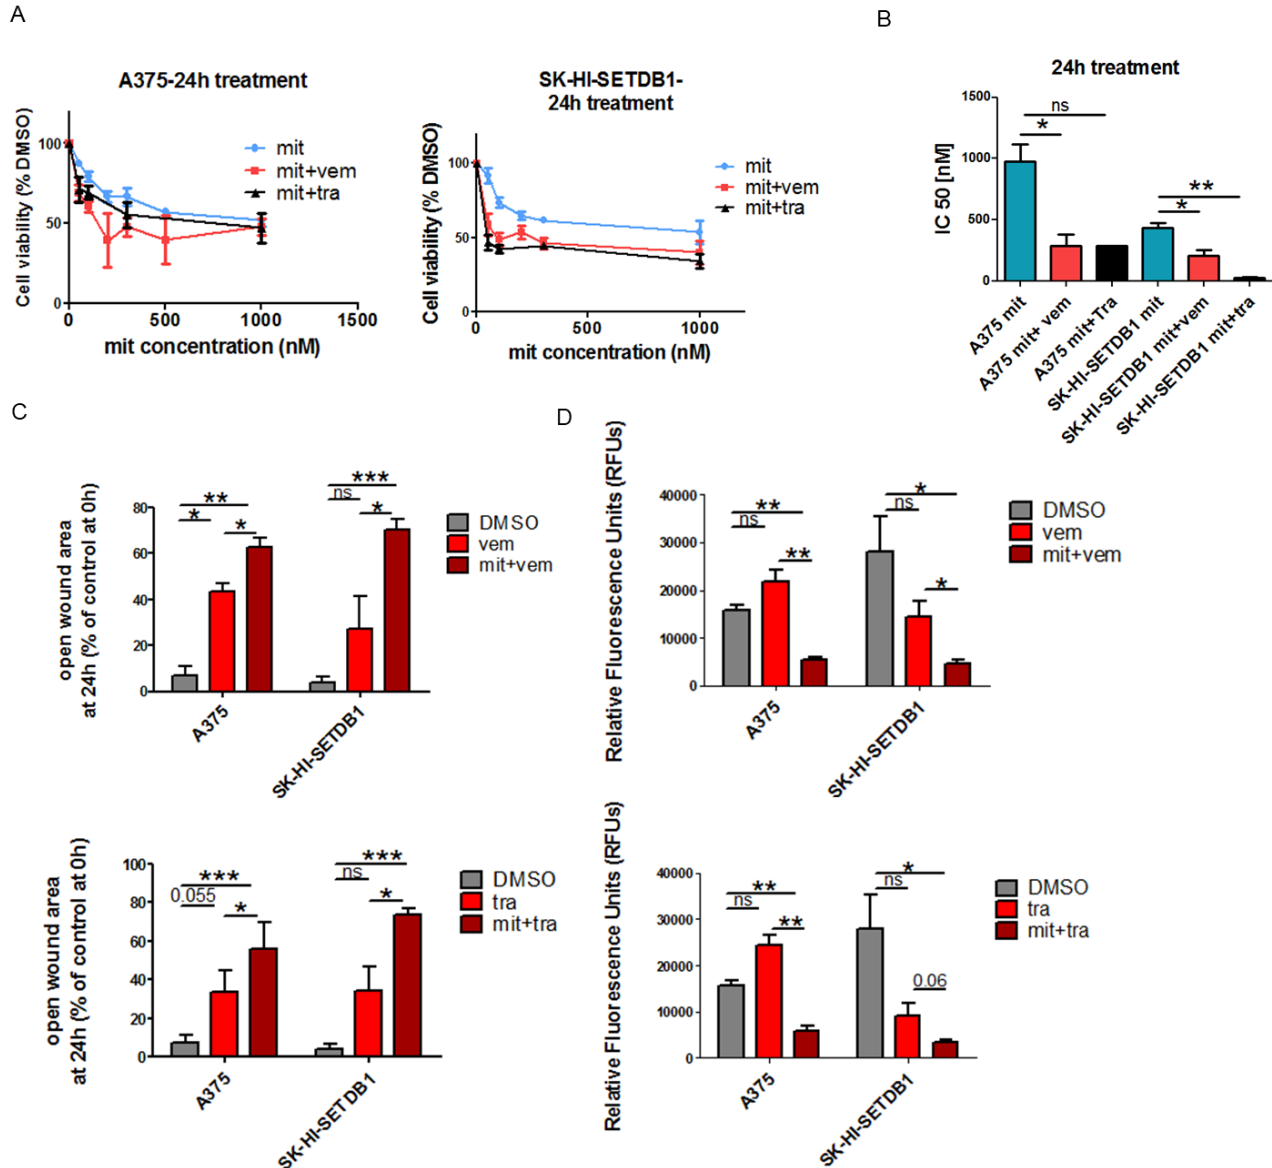 A
A375-24h treatment
Cell viability (% DMSO)
100
50
0
0 500 1000 1500
mit concentration (nM)
mit
mit+vem
mit+tra
SK-HI-SETDB1-
24h treatment
Cell viability (% DMSO)
100
50
0
0 500 1000
mit concentration (nM)
mit
mit+vem
mit+tra
B
24h treatment
IC 50 [nM]
1500
1000
500
0
ns
*
**
*
A375 mit
A375 mit+ vem
A375 mit+Tra
SK-HI-SETDB1 mit
SK-HI-SETDB1 mit+vem
SK-HI-SETDB1 mit+tra
C
open wound area
at 24h (% of control at 0h)
80
60
40
20
0
**
*
*
***
ns
*
A375
SK-HI-SETDB1
DMSO
vem
mit+vem
D
Relative Fluorescence Units (RFUs)
40000
30000
20000
10000
0
**
ns
**
*
ns
*
A375
SK-HI-SETDB1
DMSO
vem
mit+vem
open wound area
at 24h (% of control at 0h)
100
80
60
40
20
0
***
0.055
*
***
ns
*
A375
SK-HI-SETDB1
DMSO
tra
mit+tra
Relative Fluorescence Units (RFUs)
40000
30000
20000
10000
0
**
ns
**
*
ns
0.06
A375
SK-HI-SETDB1
DMSO
tra
mit+tra